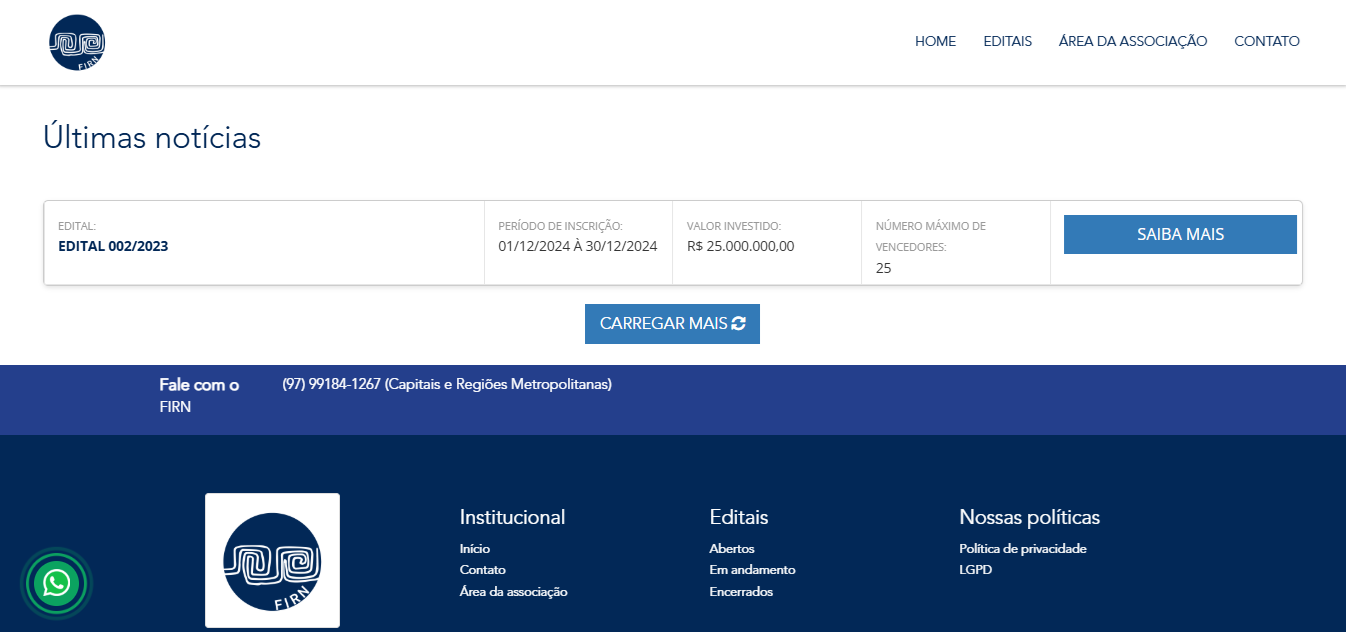 FIRN
HOME EDITAIS ÁREA DA ASSOCIAÇÃO CONTATO
Últimas notícias
EDITAL:
EDITAL 002/2023
PERÍODO DE INSCRIÇÃO:
01/12/2024 À 30/12/2024
VALOR INVESTIDO:
R$ 25.000.000,00
NÚMERO MÁXIMO DE
VENCEDORES:
25
SAIBA MAIS
CARREGAR MAIS
Fale com o
FIRN
(97) 99184-1267 (Capitais e Regiões Metropolitanas)
FIRN
Institucional
Início
Contato
Área da associação
Editais
Abertos
Em andamento
Encerrados
Nossas políticas
Política de privacidade
LGPD